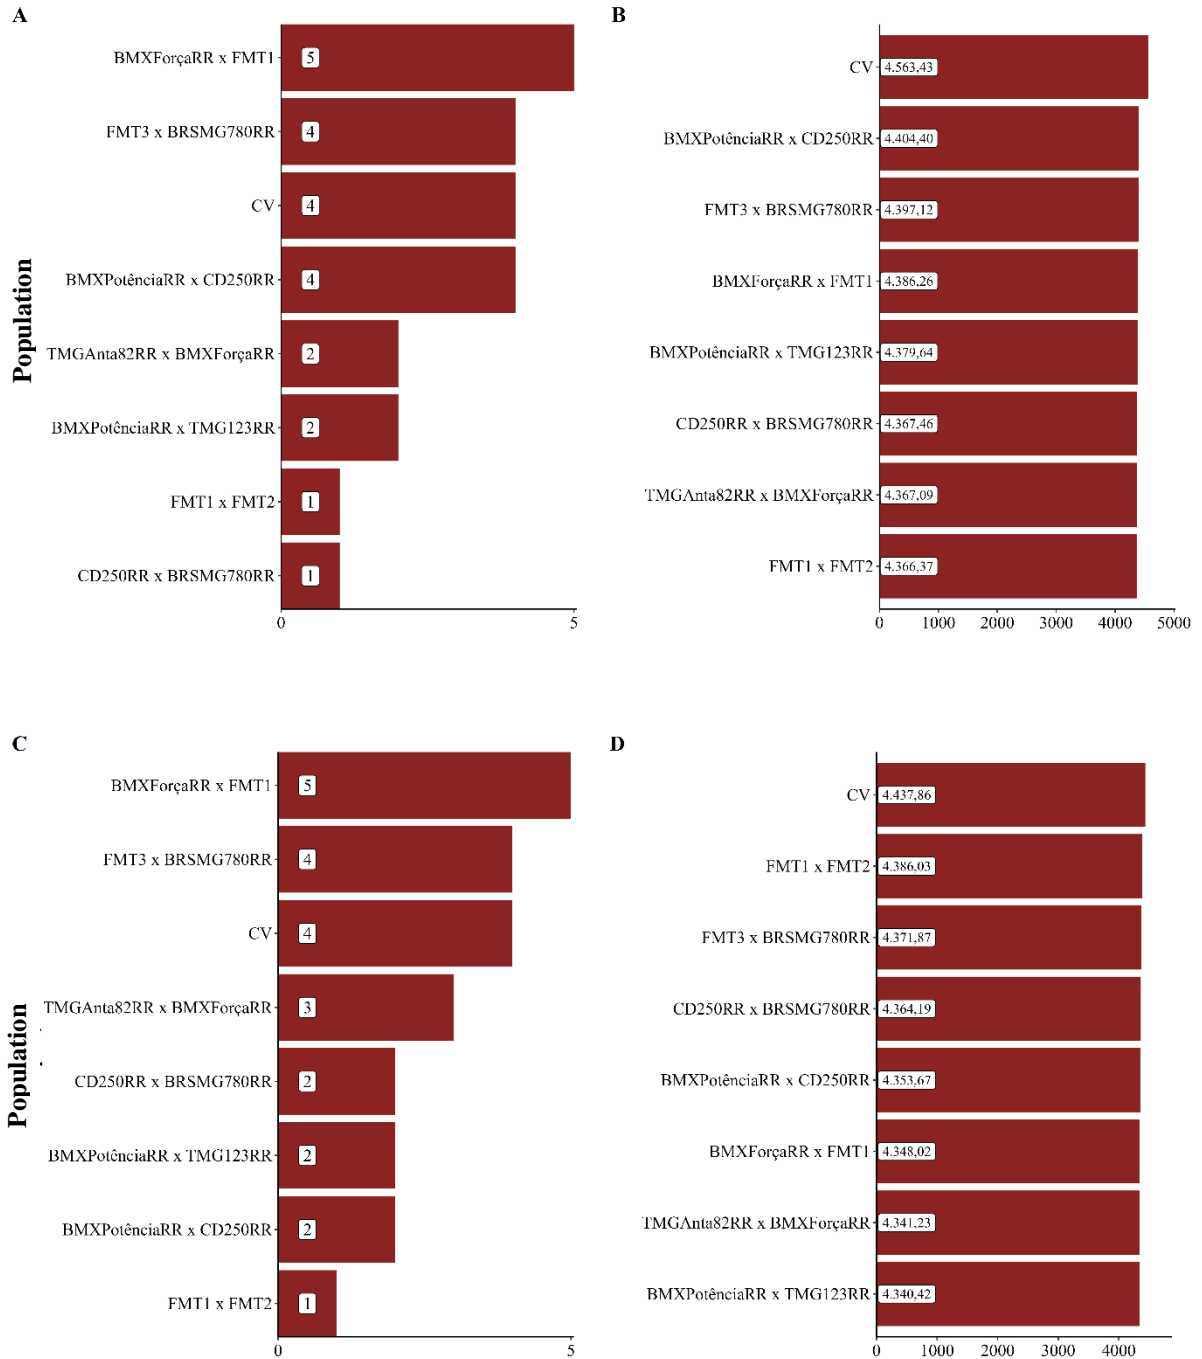 A
BMXForçaRR x FMT1
5
FMT3 x BRSMG780RR
4
CV
4
BMXPotênciaRR x CD250RR
4
TMGAnta82RR x BMXForçaRR
2
BMXPotênciaRR x TMG123RR
2
FMT1 x FMT2
1
CD250RR x BRSMG780RR
1
Population
0
5
B
CV
4.563,43
BMXPotênciaRR x CD250RR
4.404,40
FMT3 x BRSMG780RR
4.397,12
BMXForçaRR x FMT1
4.386,26
BMXPotênciaRR x TMG123RR
4.379,64
CD250RR x BRSMG780RR
4.367,46
TMGAnta82RR x BMXForçaRR
4.367,09
FMT1 x FMT2
4.366,37
0
1000
2000
3000
4000
5000
C
BMXForçaRR x FMT1
5
FMT3 x BRSMG780RR
4
CV
4
TMGAnta82RR x BMXForçaRR
3
CD250RR x BRSMG780RR
2
BMXPotênciaRR x TMG123RR
2
BMXPotênciaRR x CD250RR
2
FMT1 x FMT2
1
Population
0
5
D
CV
4.437,86
FMT1 x FMT2
4.386,03
FMT3 x BRSMG780RR
4.371,87
CD250RR x BRSMG780RR
4.364,19
BMXPotênciaRR x CD250RR
4.353,67
BMXForçaRR x FMT1
4.348,02
TMGAnta82RR x BMXForçaRR
4.341,23
BMXPotênciaRR x TMG123RR
4.340,42
0
1000
2000
3000
4000